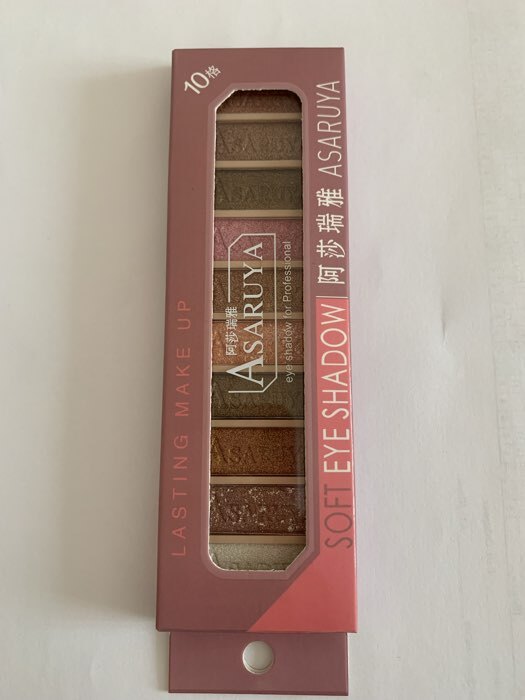 10格
LASTING MAKE UP
阿莎瑞雅
ASARUYA
eye shadow for Professional
SOFT EYE SHADOW 阿莎瑞雅 ASARUYA